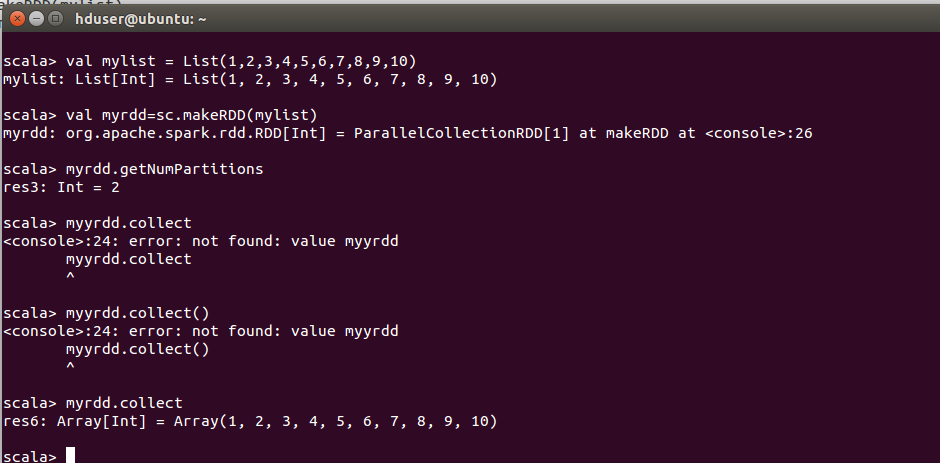 akeRDD(mylist)
hduser@ubuntu: ~
scala> val mylist = List(1,2,3,4,5,6,7,8,9,10)
mylist: List[Int] = List(1, 2, 3, 4, 5, 6, 7, 8, 9, 10)
scala> val myrdd=sc.makeRDD(mylist)
myrdd: org.apache.spark.rdd.RDD[Int] = ParallelCollectionRDD[1] at makeRDD at <console>:26
scala> myrdd.getNumPartitions
res3: Int = 2
scala> myyrdd.collect
<console>:24: error: not found: value myyrdd
       myyrdd.collect
       ^
scala> myyrdd.collect()
<console>:24: error: not found: value myyrdd
       myyrdd.collect()
       ^
scala> myrdd.collect
res6: Array[Int] = Array(1, 2, 3, 4, 5, 6, 7, 8, 9, 10)
scala>